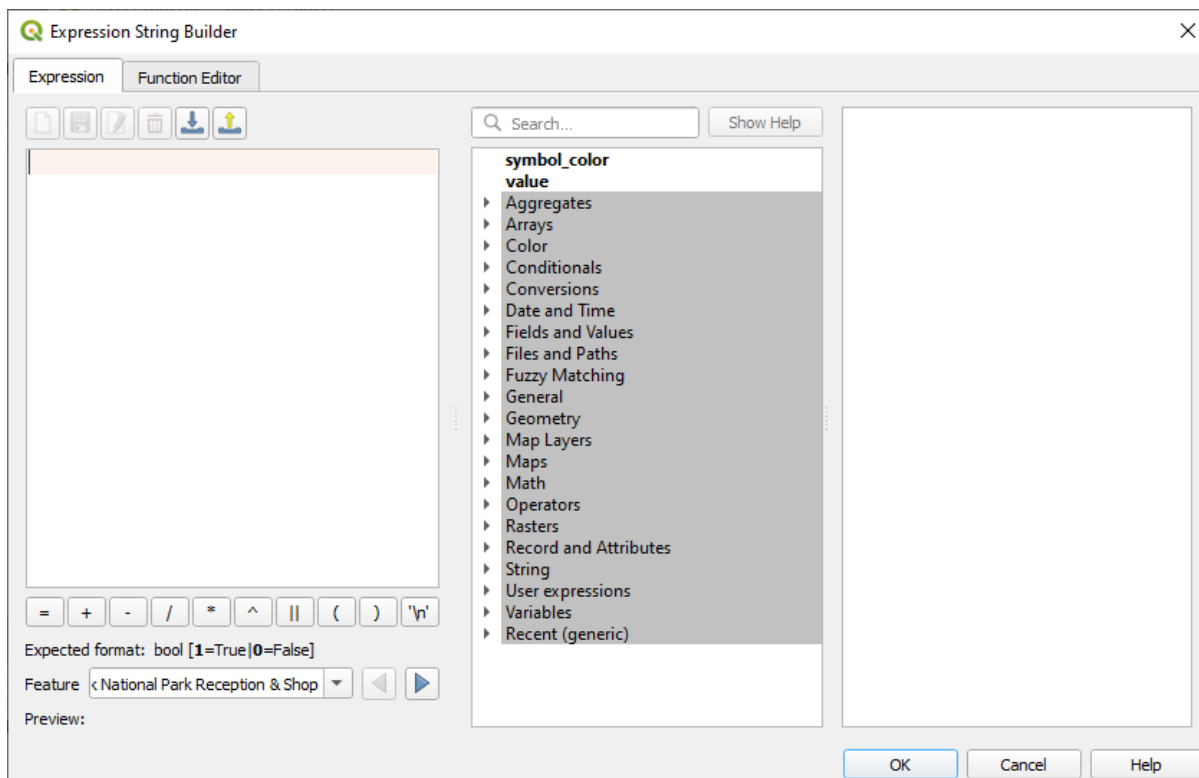 Expression String Builder
Expression
Function Editor
Search...
Show Help
symbol_color
value
Aggregates
Arrays
Color
Conditionals
Conversions
Date and Time
Fields and Values
Files and Paths
Fuzzy Matching
General
Geometry
Map Layers
Maps
Math
Operators
Rasters
Record and Attributes
String
User expressions
Variables
Recent (generic)
= + - / * ^ || ( ) '\n'
Expected format: bool [1=True|0=False]
Feature National Park Reception & Shop
Preview:
OK Cancel Help